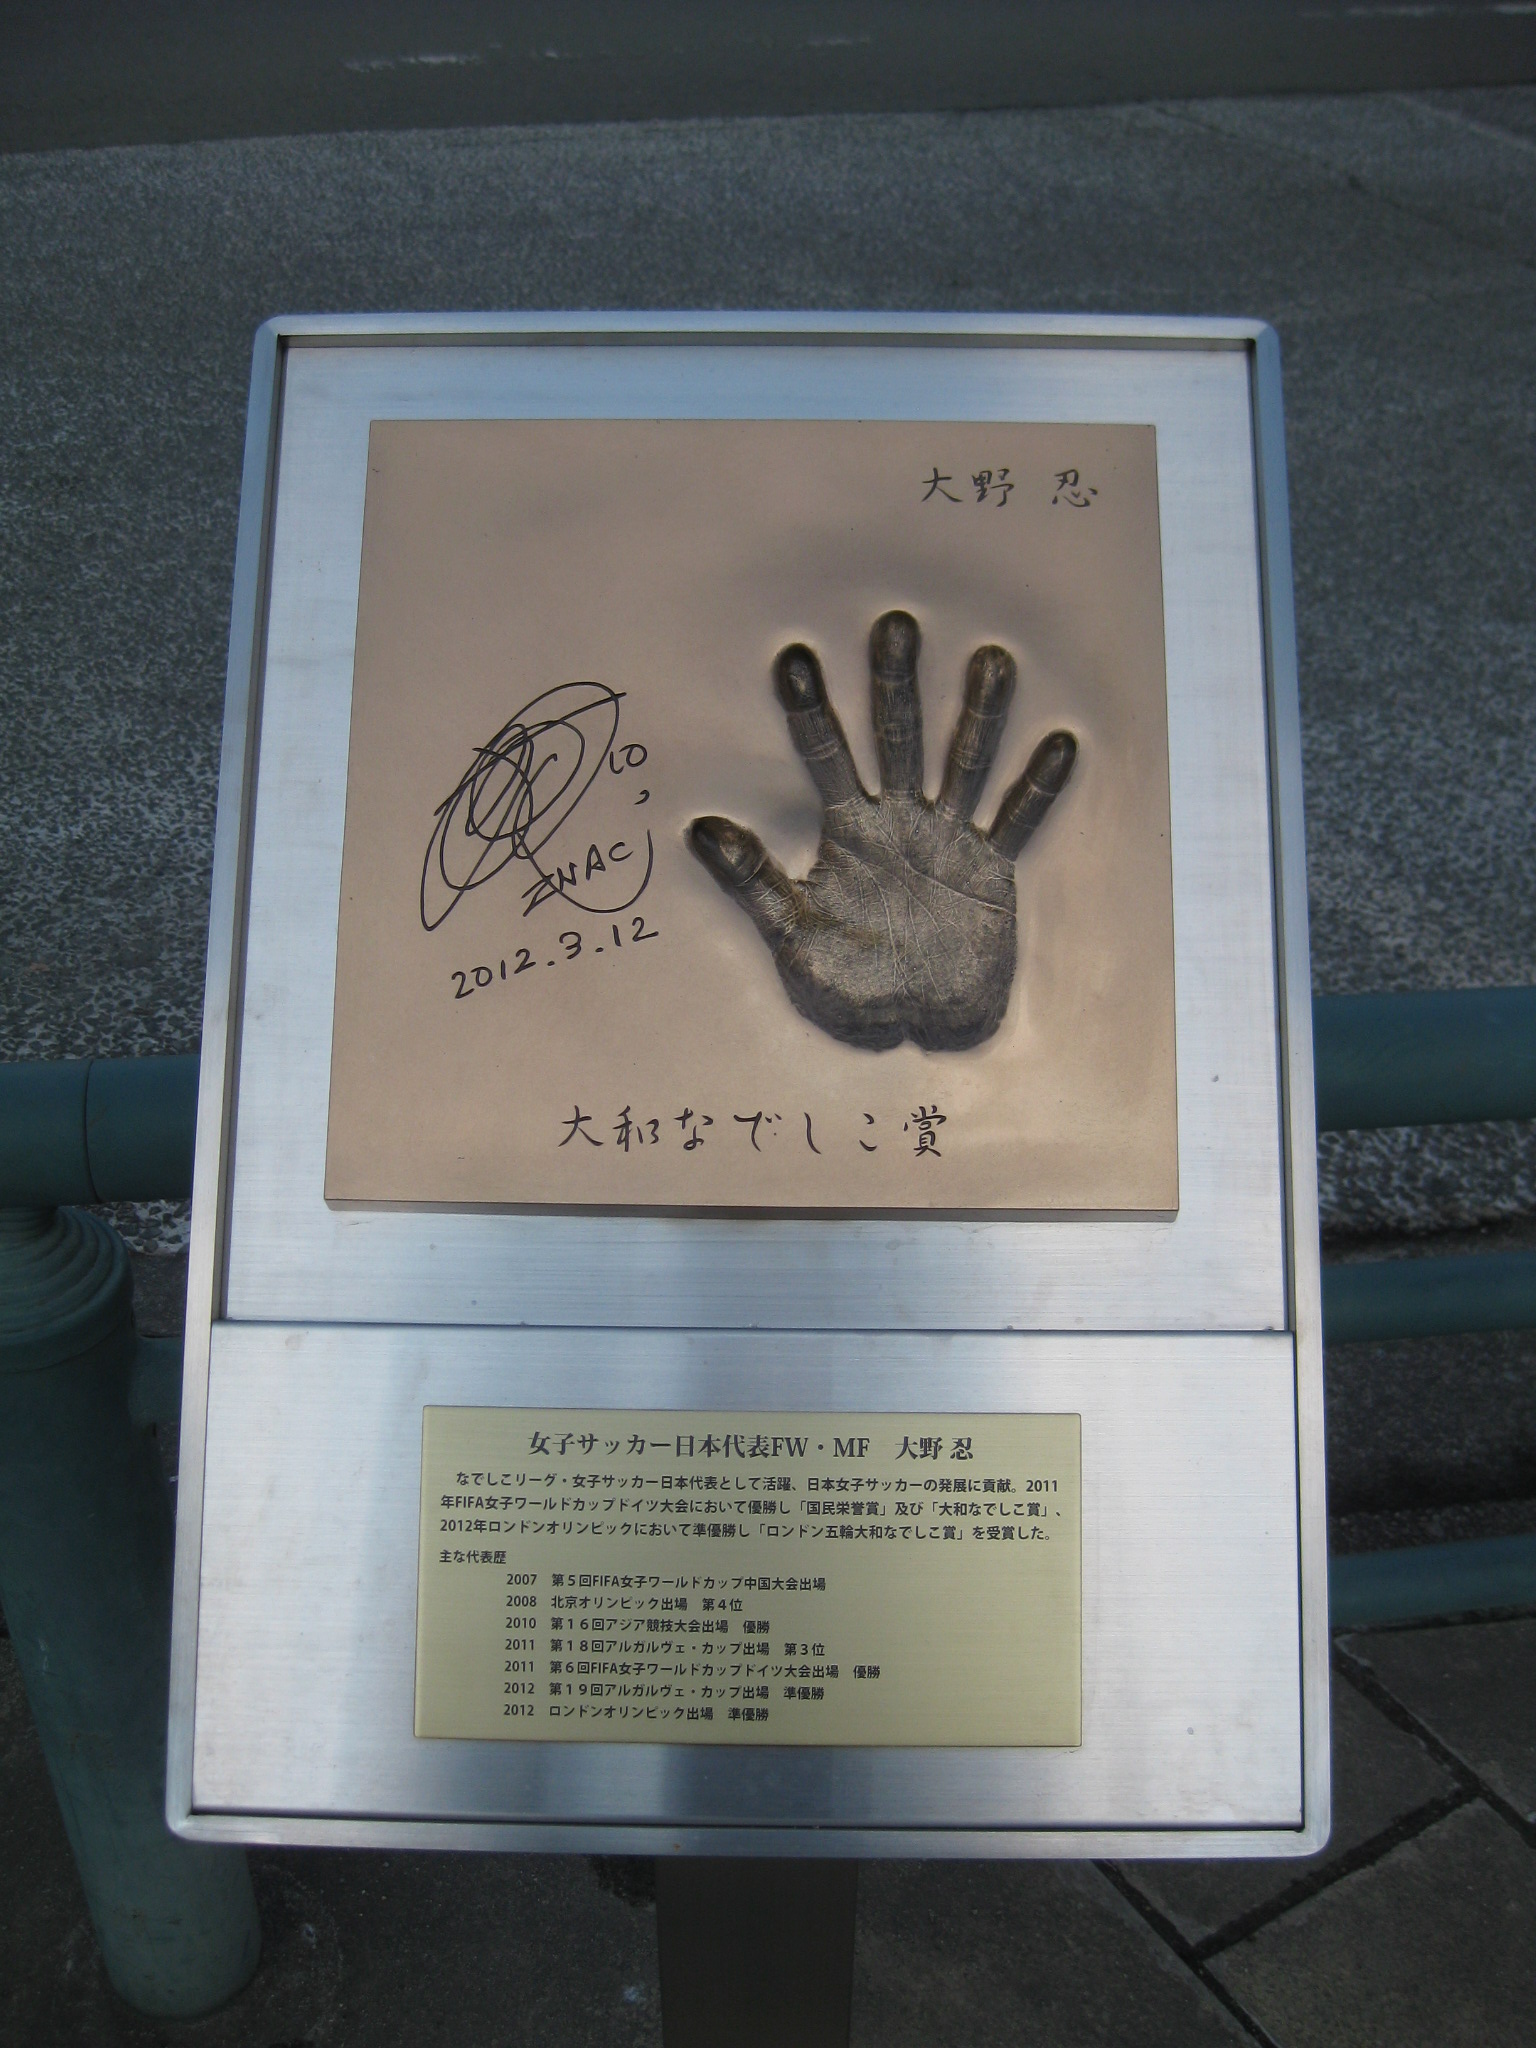 大野 忍
10
INAC
2012.3.12
大和なでしこ賞
女子サッカー日本代表FW・MF　大野 忍
なでしこリーグ・女子サッカー日本代表として活躍、日本女子サッカーの発展に貢献。2011
年FIFA女子ワールドカップドイツ大会において優勝し「国民栄誉賞」及び「大和なでしこ賞」、
2012年ロンドンオリンピックにおいて準優勝し「ロンドン五輪大和なでしこ賞」を受賞した。
主な代表歴
2007　第５回FIFA女子ワールドカップ中国大会出場
2008　北京オリンピック出場　第４位
2010　第１６回アジア競技大会出場　優勝
2011　第１８回アルガルヴェ・カップ出場　第３位
2011　第６回FIFA女子ワールドカップドイツ大会出場　優勝
2012　第１９回アルガルヴェ・カップ出場　準優勝
2012　ロンドンオリンピック出場　準優勝